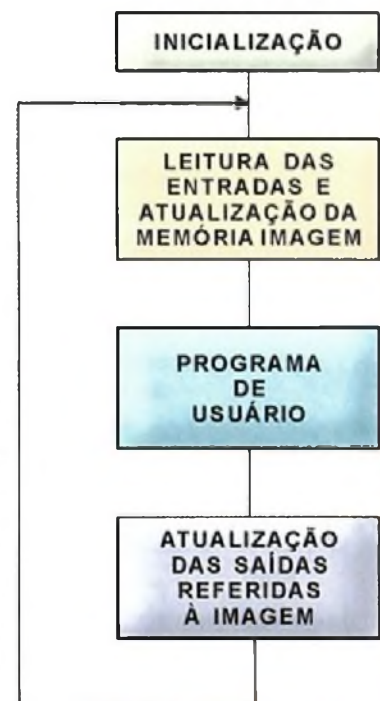 INICIALIZAÇÃO
LEITURA DAS
ENTRADAS E
ATUALIZAÇÃO DA
MEMÓRIA IMAGEM
PROGRAMA
DE
USUÁRIO
ATUALIZAÇÃO
DAS SAÍDAS
REFERIDAS
À IMAGEM